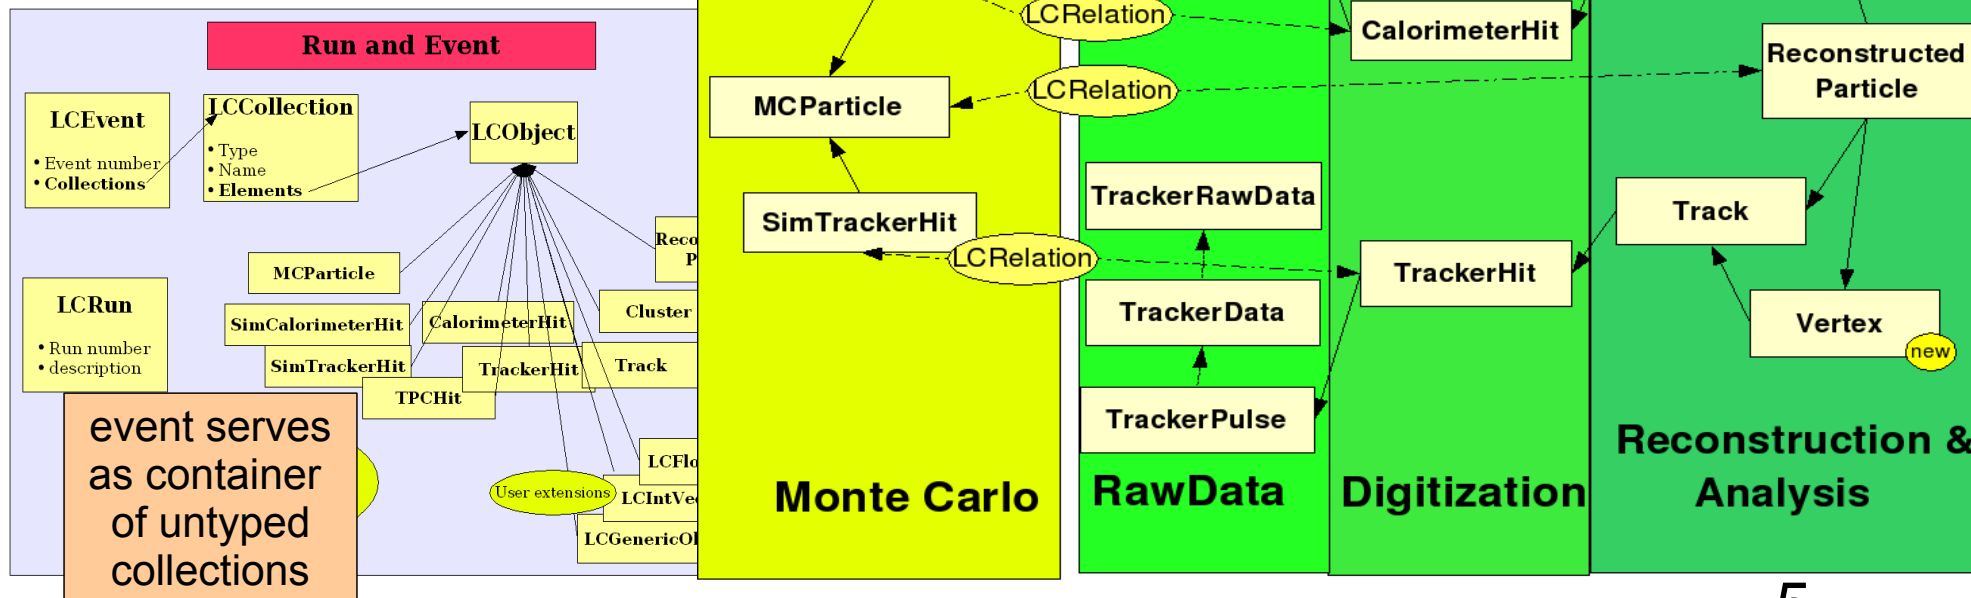 Run and Event
LCEvent
• Event number
• Collections
LCCollection
• Type
• Name
• Elements
LCObject
LCRun
• Run number
• description
MCParticle
SimCalorimeterHit
SimTrackerHit
TPCHit
CalorimeterHit
TrackerHit
Cluster
Track
User extensions
event serves
as container
of untyped
collections
LCRelation
MCParticle
LCRelation
SimTrackerHit
LCRelation
Monte Carlo
TrackerRawData
TrackerData
TrackerPulse
RawData
CalorimeterHit
TrackerHit
Digitization
Reconstructed
Particle
Track
Vertex
new
Reconstruction &
Analysis